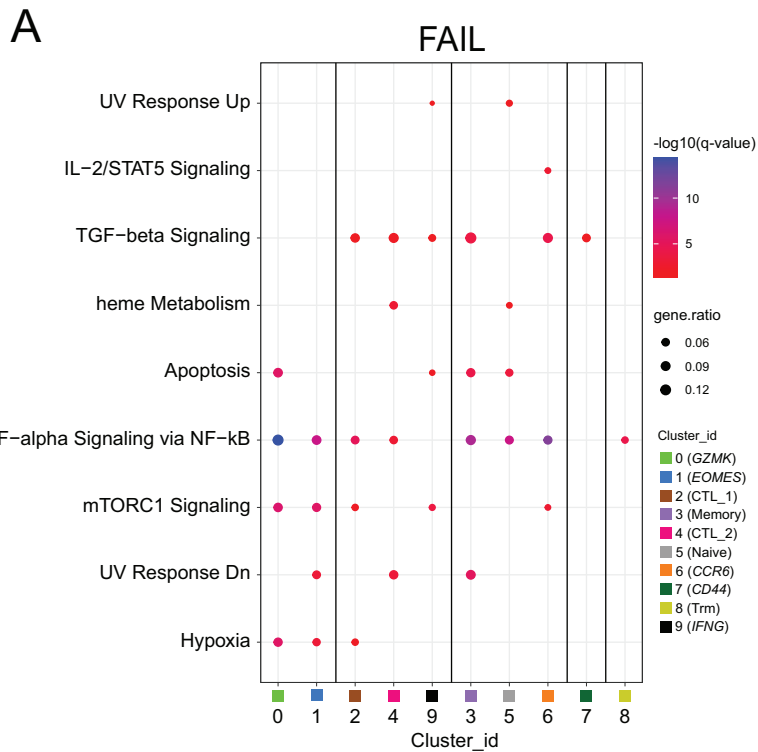 A
FAIL
UV Response Up
IL−2/STAT5 Signaling
TGF−beta Signaling
heme Metabolism
Apoptosis
F−alpha Signaling via NF−kB
mTORC1 Signaling
UV Response Dn
Hypoxia
0 1 2 4 9 3 5 6 7 8
Cluster_id
-log10(q-value)
10
5
gene.ratio
0.06
0.09
0.12
Cluster_id
0 (GZMK)
1 (EOMES)
2 (CTL_1)
3 (Memory)
4 (CTL_2)
5 (Naive)
6 (CCR6)
7 (CD44)
8 (Trm)
9 (IFNG)